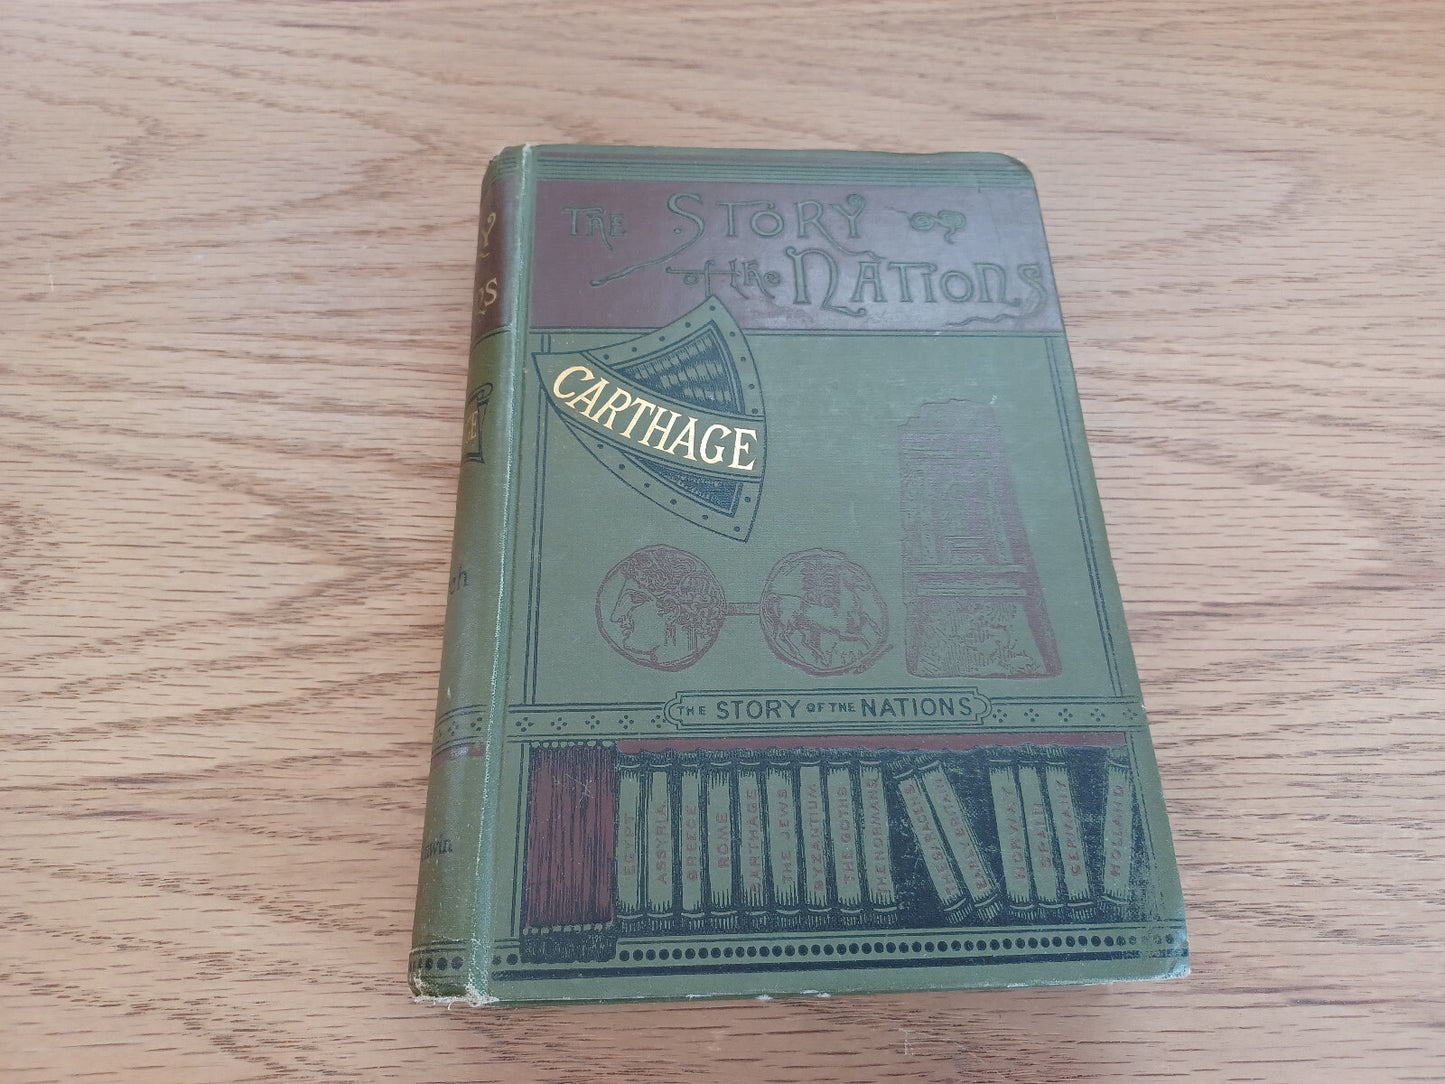 THE STORY
of the NATIONS
CARTHAGE
THE STORY OF THE NATIONS
EGYPT
ASSYRIA
GREECE
ROME
CARTHAGE
THE JEWS
BYZANTIUM
THE GOTHS
THE NORMANS
THE SARACENS
EARLY BRITAIN
NORWAY
SPAIN
GERMANY
HOLLAND